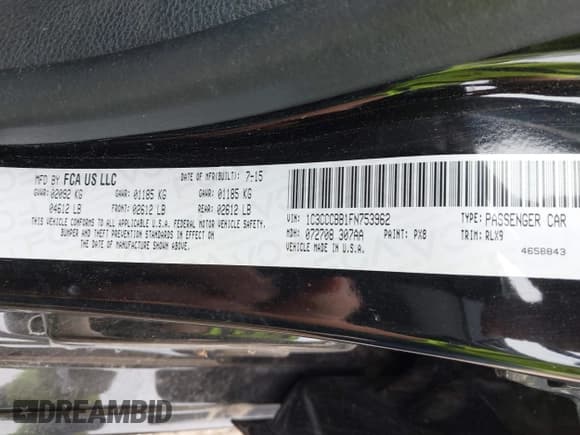 MFD BY FCA US LLC DATE OF MFR(BUILT): 7-15
GVWR: 02092 KG GAWR: 01185 KG GAWR: 01185 KG
04612 LB FRONT: 02612 LB REAR: 02612 LB
THIS VEHICLE CONFORMS TO ALL APPLICABLE U.S.A. FEDERAL MOTOR VEHICLE SAFETY,
BUMPER AND THEFT PREVENTION STANDARDS IN EFFECT ON
THE DATE OF MANUFACTURE SHOWN ABOVE.
VIN: 1C3CCCBB1FN753962 TYPE: PASSENGER CAR
MDH: 072708 307AA PAINT: PX8 TRIM: RLX9
MADE IN U.S.A. 4658843
DREAMBID